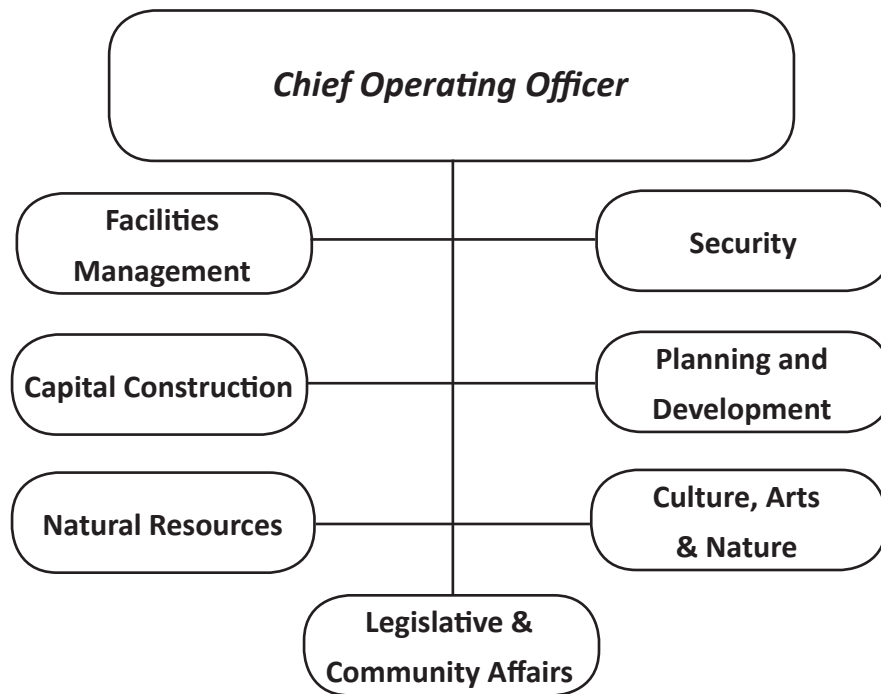 Chief Operating Officer
Facilities
Management
Security
Capital Construction
Planning and
Development
Natural Resources
Culture, Arts
& Nature
Legislative &
Community Affairs